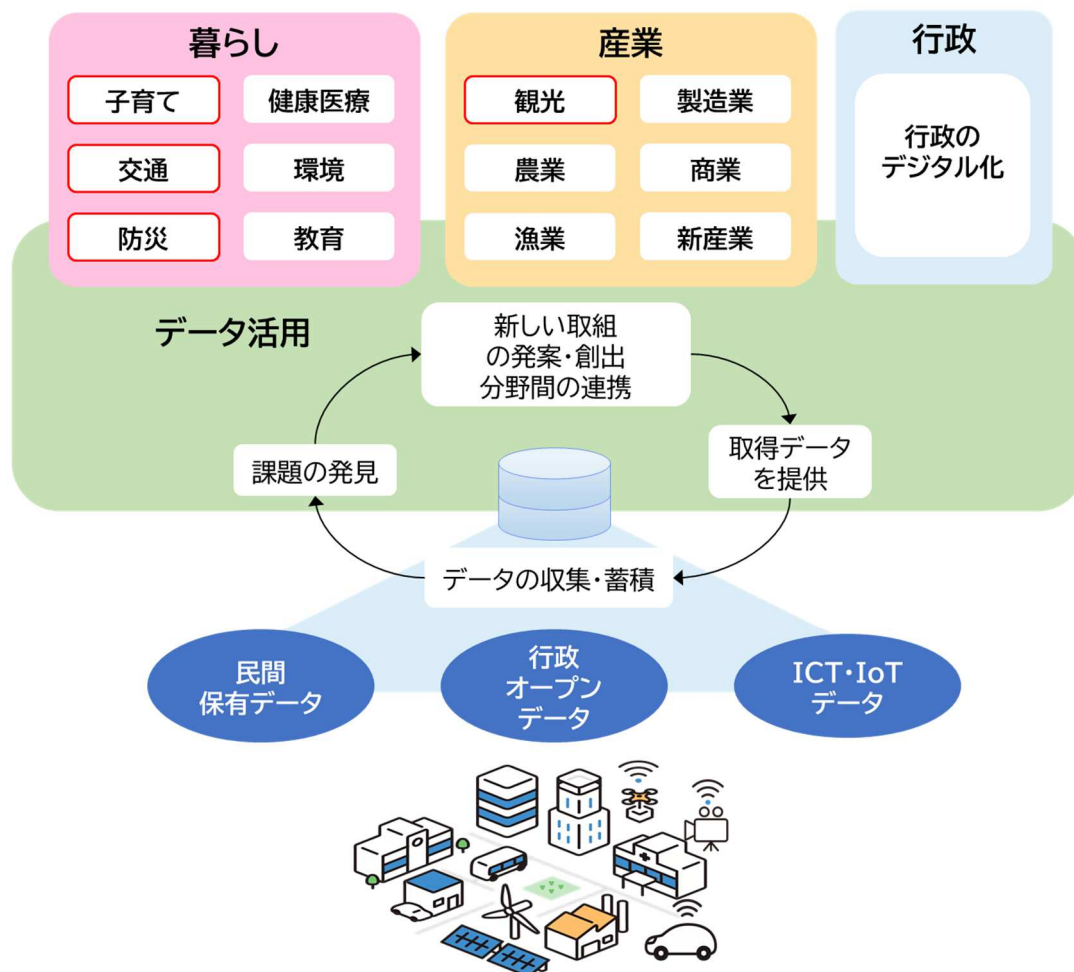 暮らし
子育て
健康医療
交通
環境
防災
教育
産業
観光
製造業
農業
商業
漁業
新産業
行政
行政の
デジタル化
データ活用
新しい取組
の発案・創出
分野間の連携
課題の発見
取得データ
を提供
データの収集・蓄積
民間
保有データ
行政
オープン
データ
ICT・IoT
データ